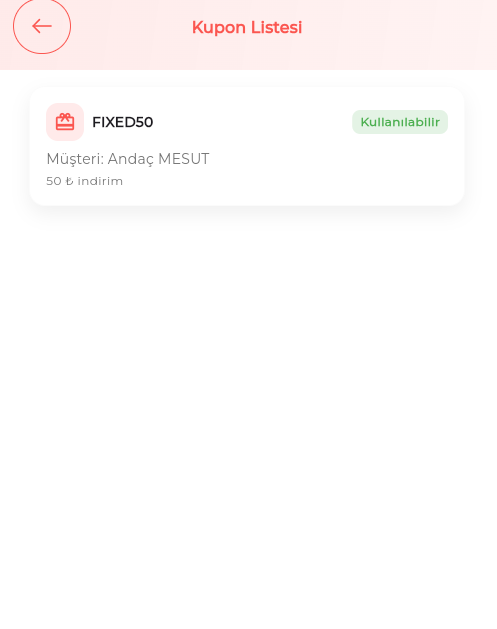 Kupon Listesi
FIXED50
Kullanılabilir
Müşteri: Andaç MESUT
50 ₺ indirim